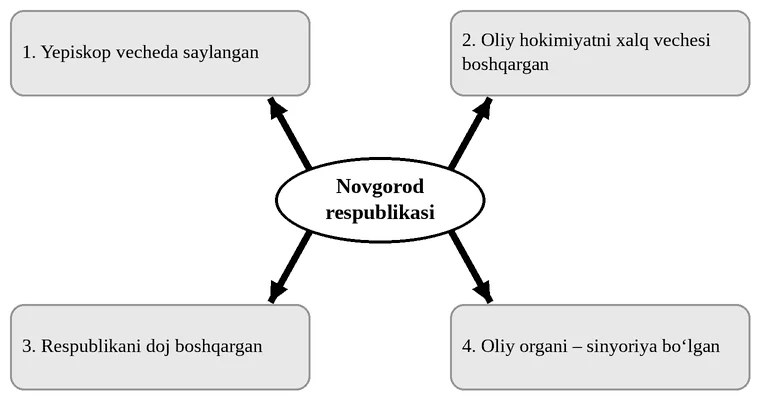 1. Yepiskop vecheda saylangan
2. Oliy hokimiyatni xalq vechesi
boshqargan
Novgorod
respublikasi
3. Respublikani doj boshqargan
4. Oliy organi – sinyoriya bo‘lgan